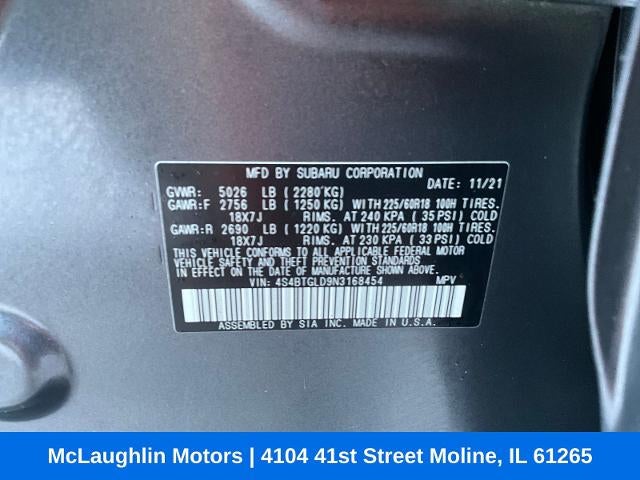 MFD BY SUBARU CORPORATION
DATE: 11/21
GVWR: 5026 LB (2280 KG)
GAWR:F 2756 LB (1250 KG) WITH 225/60R18 100H TIRES.
18X7J RIMS. AT 240 KPA (35 PSI) COLD
GAWR:R 2690 LB (1220 KG) WITH 225/60R18 100H TIRES.
18X7J RIMS. AT 230 KPA (33 PSI) COLD
THIS VEHICLE CONFORMS TO ALL APPLICABLE FEDERAL MOTOR
VEHICLE SAFETY AND BUMPER STANDARDS IN EFFECT ON THE
DATE OF MANUFACTURE SHOWN ABOVE.
VIN: 4S4BTGLD9N3168454 MPV
ASSEMBLED BY SIA INC. MADE IN U.S.A.
McLaughlin Motors | 4104 41st Street Moline, IL 61265